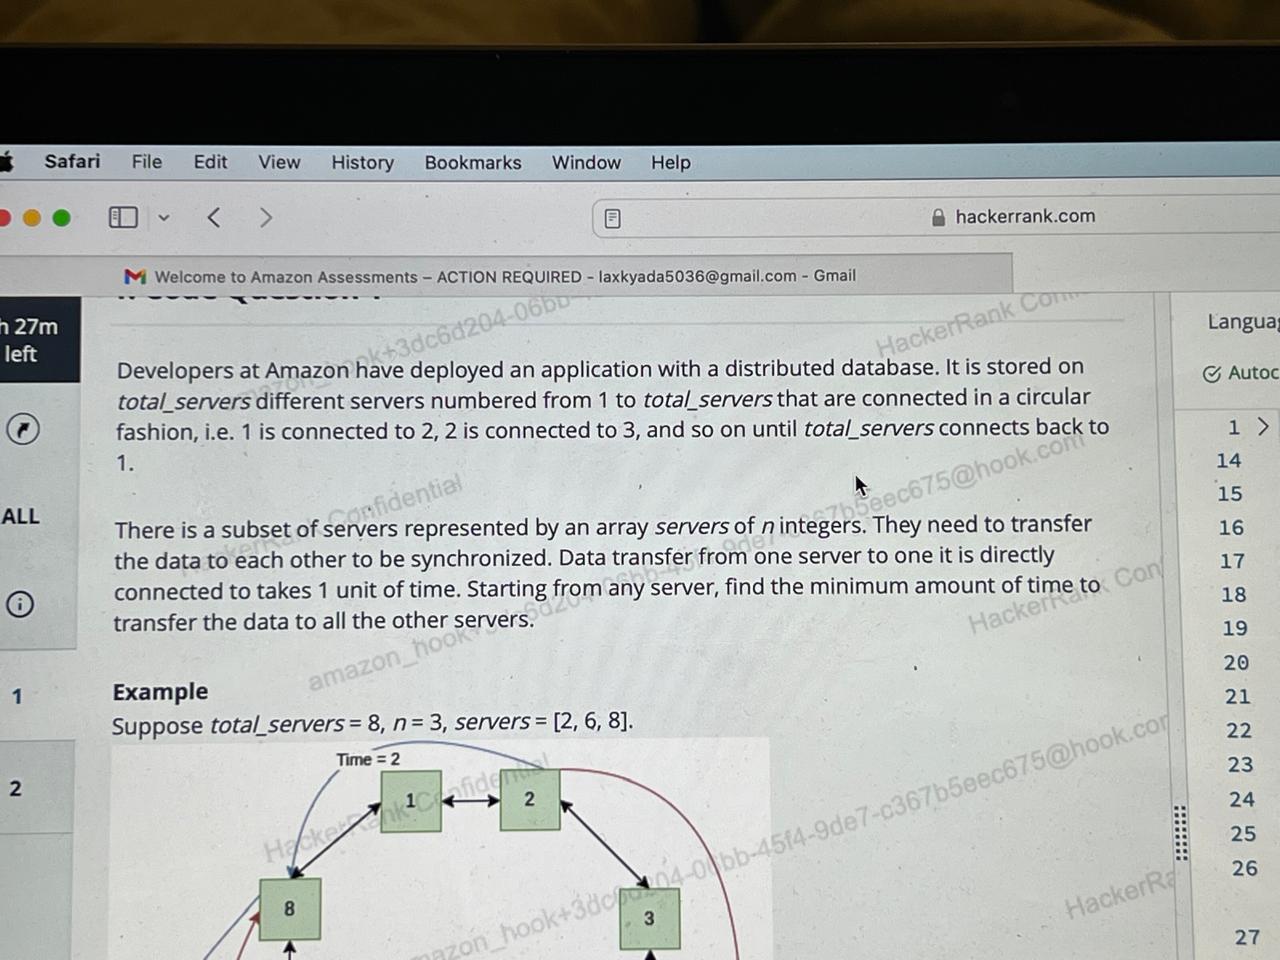 Safari File Edit View History Bookmarks Window Help
hackerrank.com
Welcome to Amazon Assessments – ACTION REQUIRED - laxkyada5036@gmail.com - Gmail
h 27m
left
Langua
Autoc
ALL
1
2
Developers at Amazon have deployed an application with a distributed database. It is stored on
total_servers different servers numbered from 1 to total_servers that are connected in a circular
fashion, i.e. 1 is connected to 2, 2 is connected to 3, and so on until total_servers connects back to
1.
There is a subset of servers represented by an array servers of n integers. They need to transfer
the data to each other to be synchronized. Data transfer from one server to one it is directly
connected to takes 1 unit of time. Starting from any server, find the minimum amount of time to
transfer the data to all the other servers.
Example
Suppose total_servers = 8, n = 3, servers = [2, 6, 8].
Time = 2
1
2
8
3
1
14
15
16
17
18
19
20
21
22
23
24
25
26
27
HackerRank Confidential